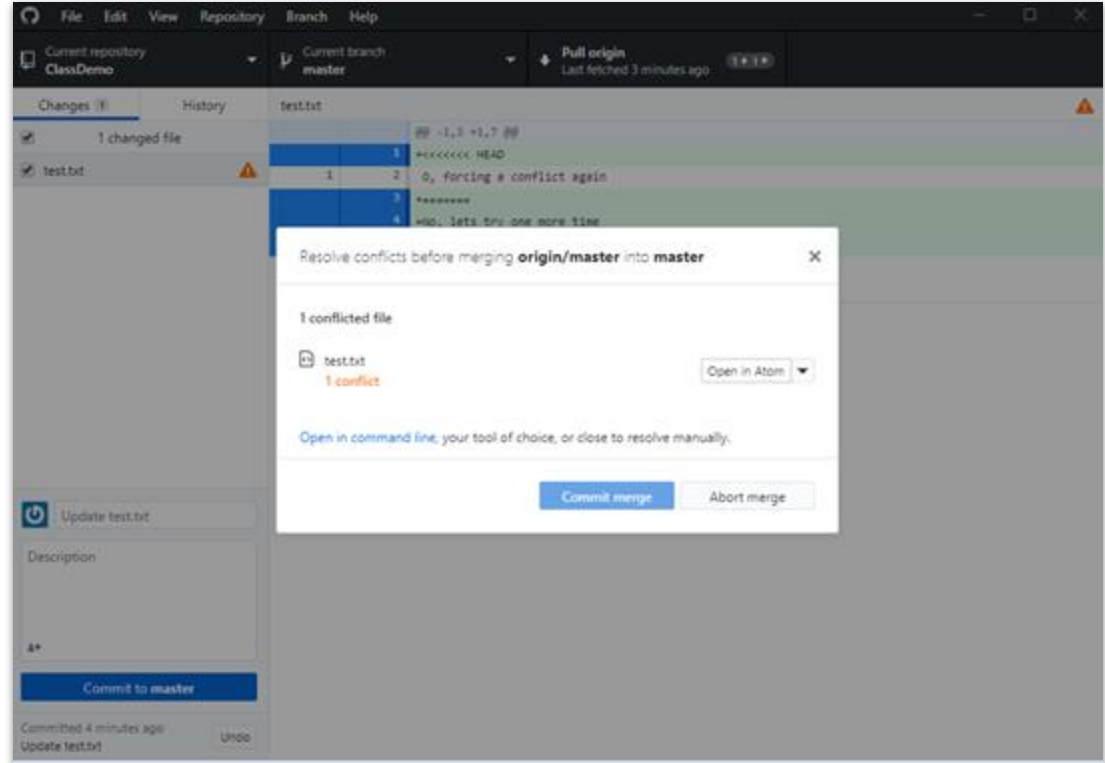 File Edit View Repository Branch Help
Current repository
ClassDemo
Current branch
master
Pull origin
Last fetched 3 minutes ago
1 1
Changes 1 History
test.txt
1 changed file
test.txt
@@ -1,3 +1,7 @@
1 +<<<<<<< HEAD
1 2 O, forcing a conflict again
3 +=======
4 +No, lets try one more time
Resolve conflicts before merging origin/master into master
1 conflicted file
test.txt
1 conflict
Open in Atom
Open in command line, your tool of choice, or close to resolve manually.
Commit merge Abort merge
Update test.txt
Description
Commit to master
Committed 4 minutes ago
Update test.txt
Undo